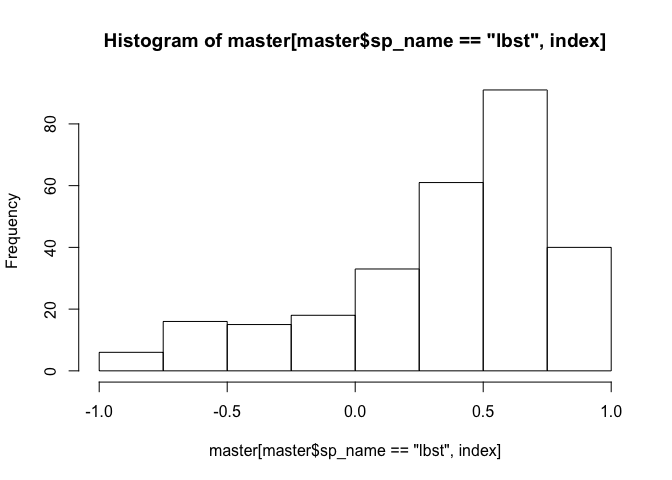 Histogram of master[master$sp_name == "lbst", index]
80
60
40
20
0
Frequency
-1.0 -0.5 0.0 0.5 1.0
master[master$sp_name == "lbst", index]